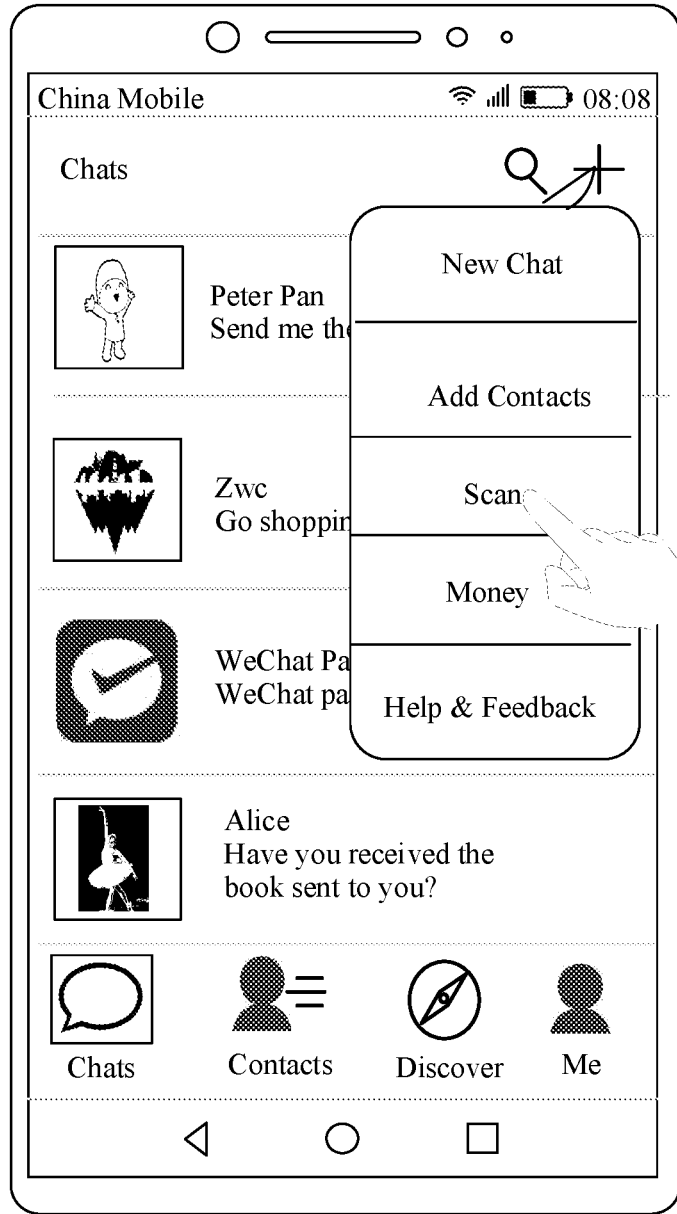 China Mobile 08:08
Chats
New Chat
Add Contacts
Scan
Money
Help & Feedback
Peter Pan
Send me the
Zwc
Go shoppin
WeChat Pa
WeChat pa
Alice
Have you received the
book sent to you?
Chats Contacts Discover Me